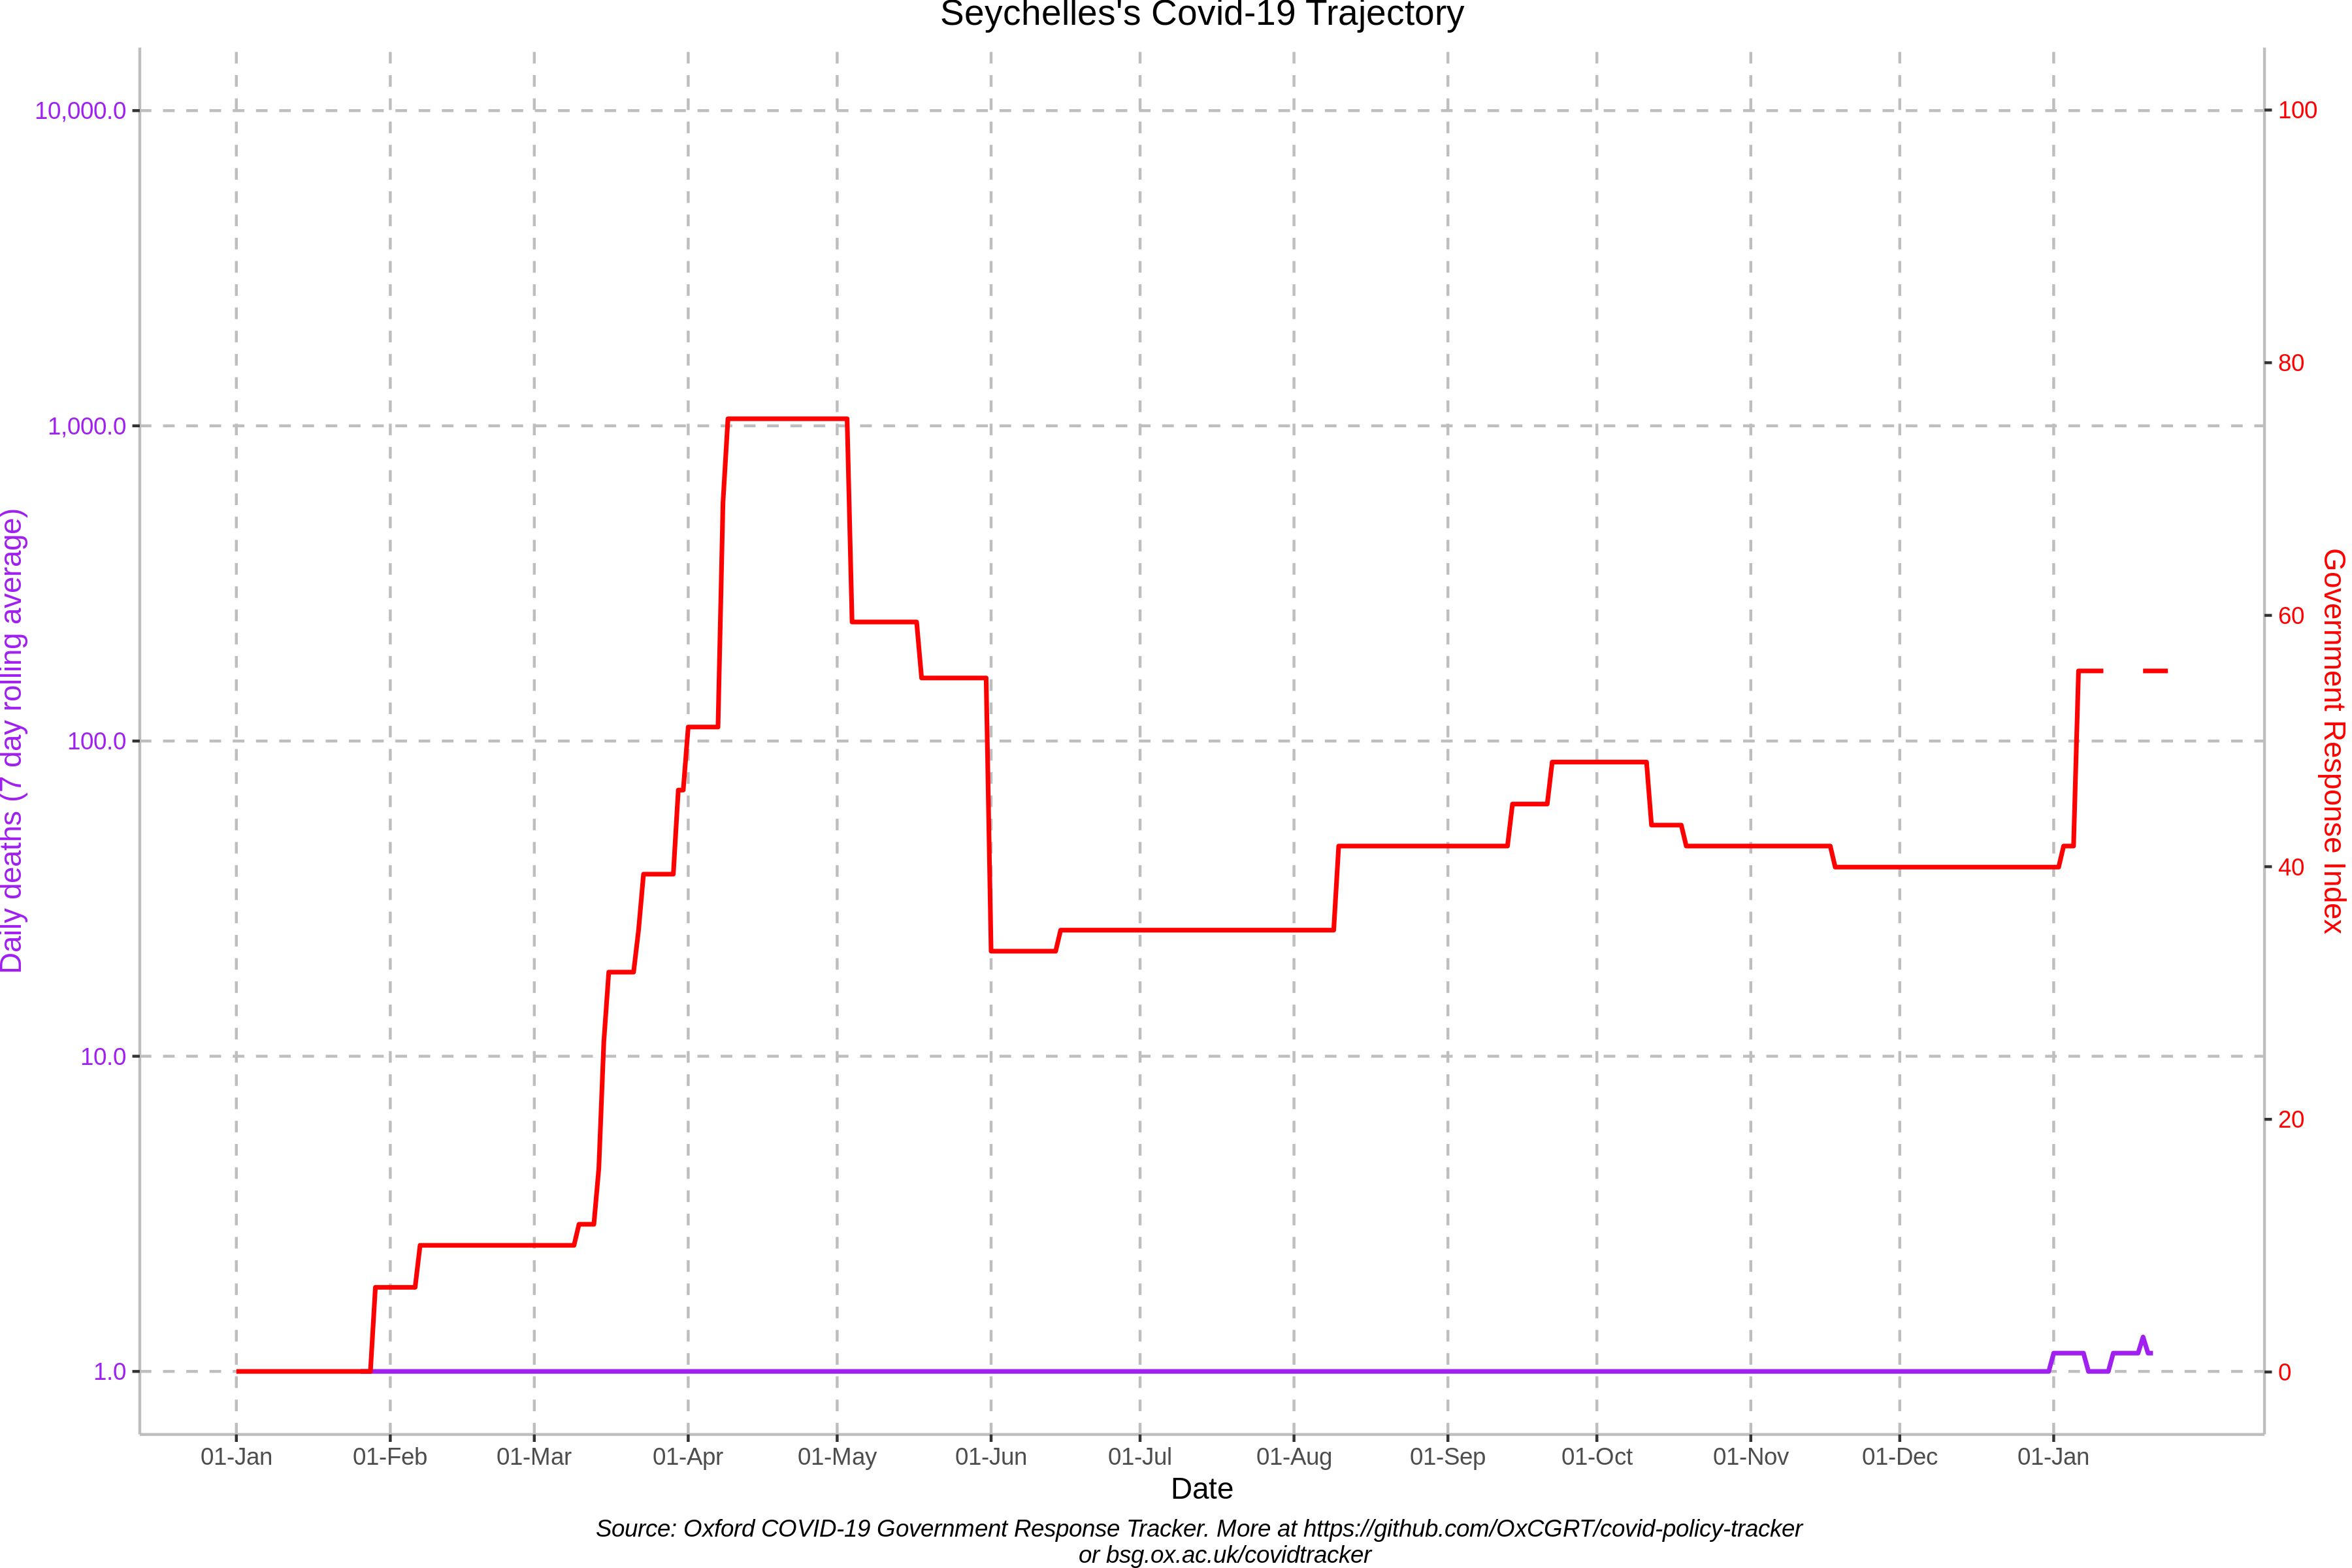 Seychelles's Covid-19 Trajectory
10,000.0
1,000.0
100.0
10.0
1.0
Daily deaths (7 day rolling average)
100
80
60
40
20
0
Government Response Index
01-Jan 01-Feb 01-Mar 01-Apr 01-May 01-Jun 01-Jul 01-Aug 01-Sep 01-Oct 01-Nov 01-Dec 01-Jan
Date
Source: Oxford COVID-19 Government Response Tracker. More at https://github.com/OxCGRT/covid-policy-tracker
or bsg.ox.ac.uk/covidtracker